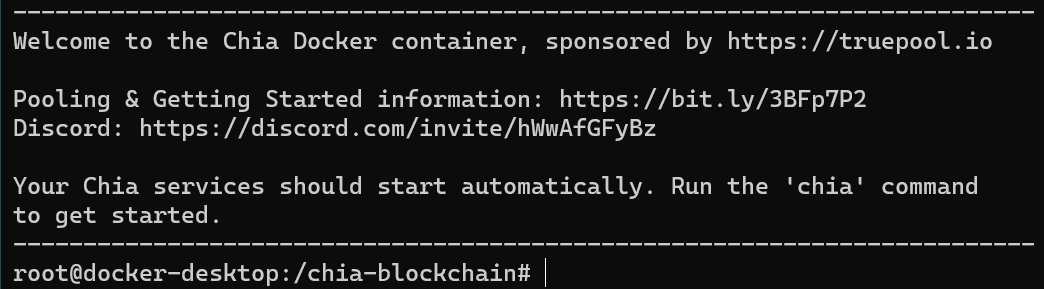 -------------------------------------------------------------------------
Welcome to the Chia Docker container, sponsored by https://truepool.io
Pooling & Getting Started information: https://bit.ly/3BFp7P2
Discord: https://discord.com/invite/hWwAfGFyBz
Your Chia services should start automatically. Run the 'chia' command
to get started.
-------------------------------------------------------------------------
root@docker-desktop:/chia-blockchain#